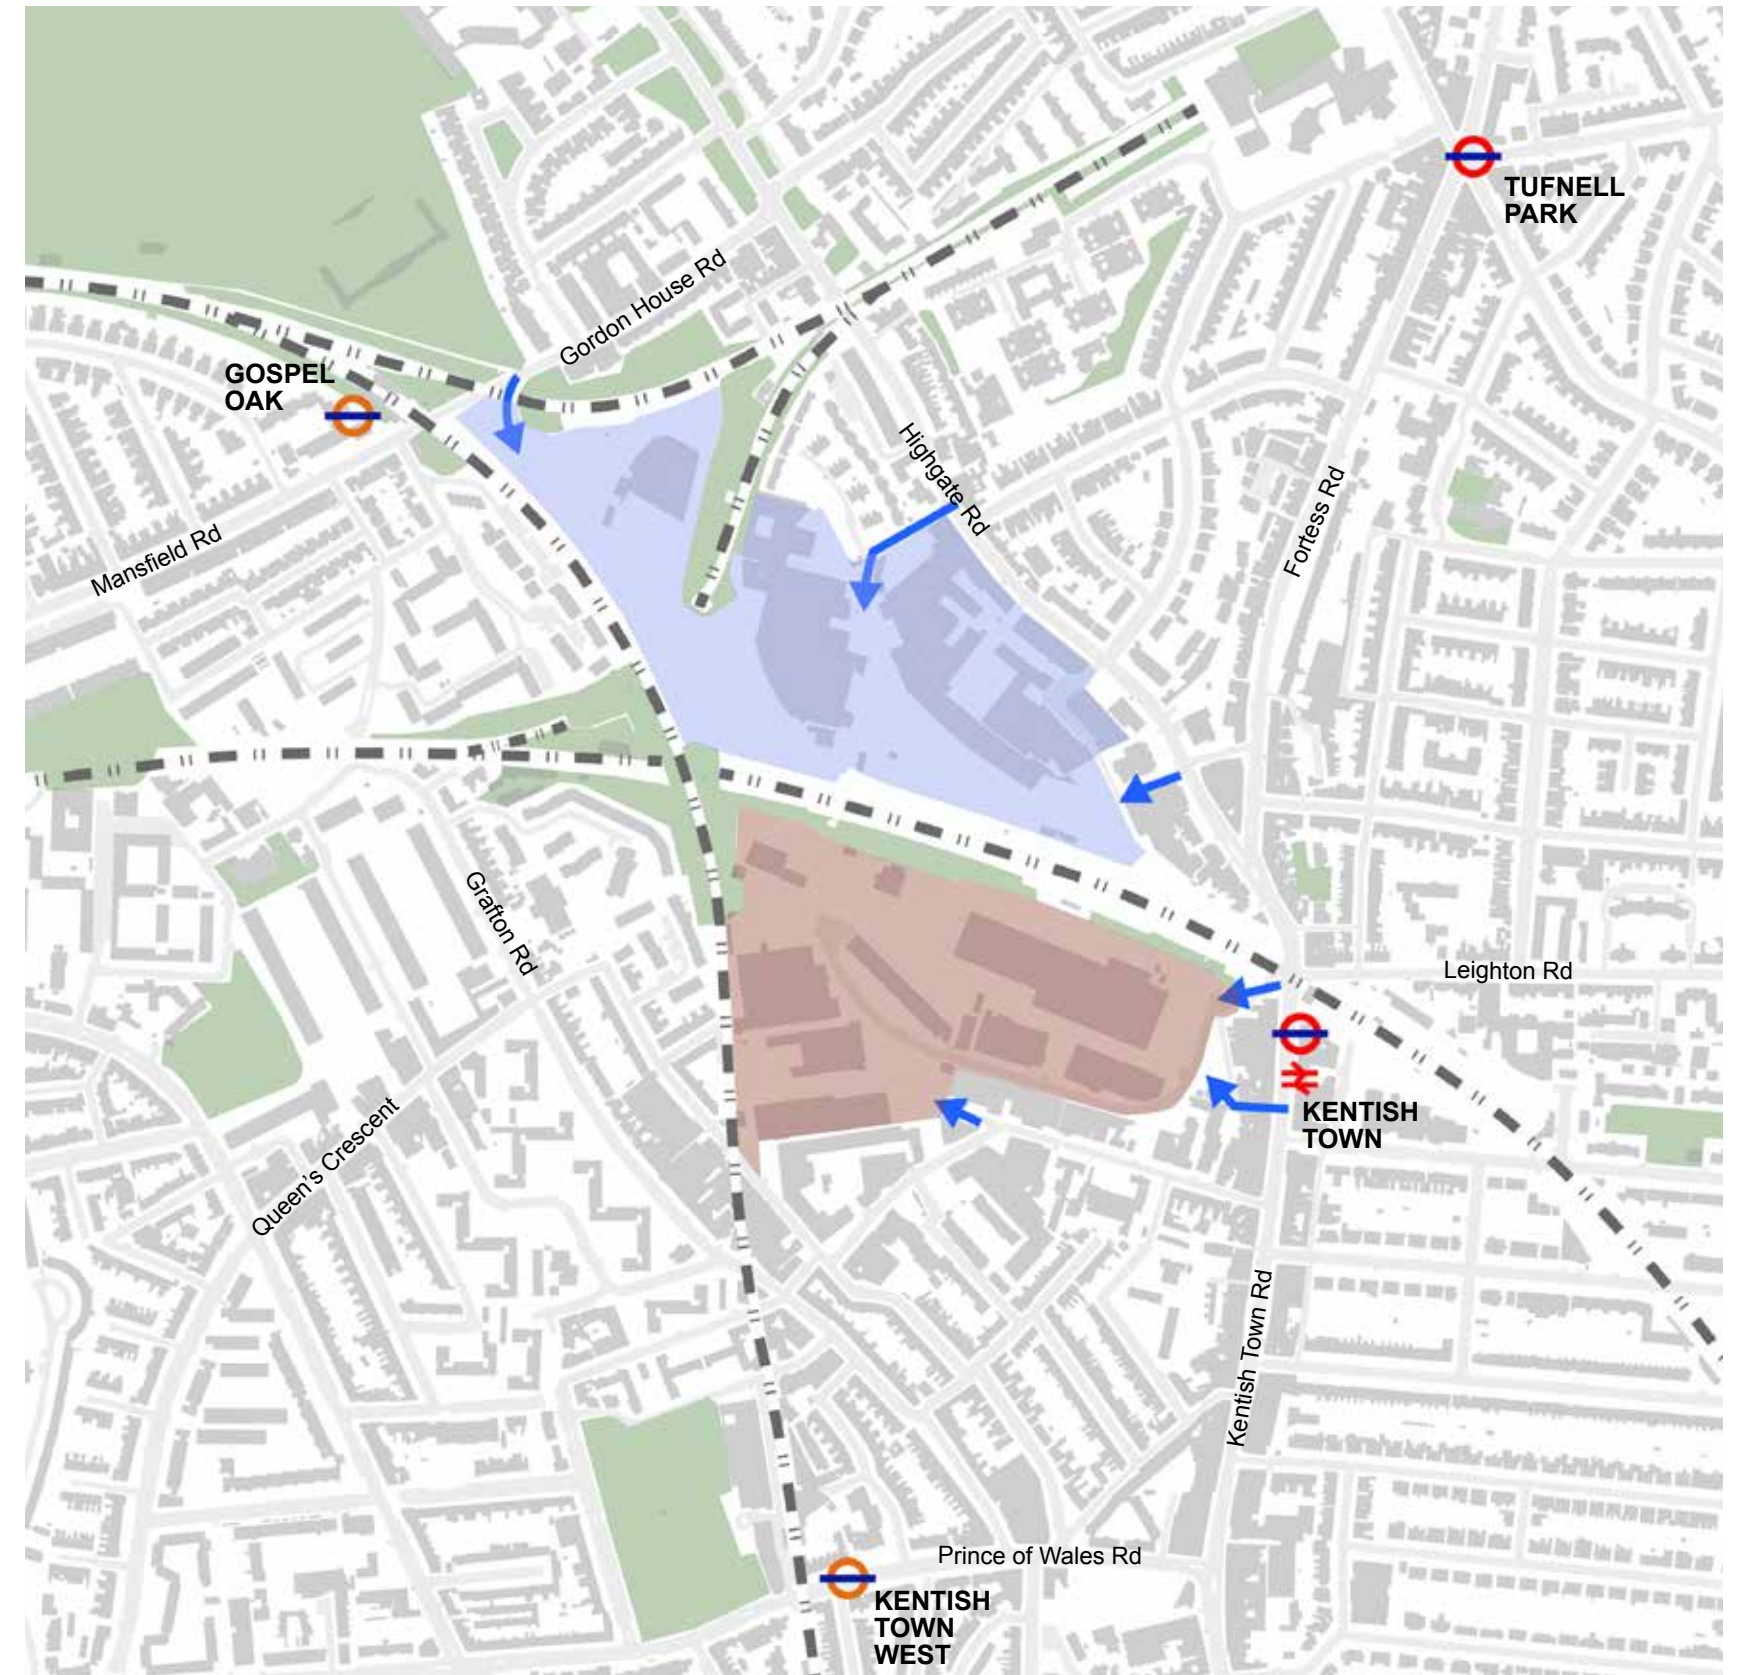 TUFNELL
PARK
Gordon House Rd
GOSPEL
OAK
Highgate Rd
Fortess Rd
Mansfield Rd
Grafton Rd
Leighton Rd
KENTISH
TOWN
Queen's Crescent
Kentish Town Rd
Prince of Wales Rd
KENTISH
TOWN
WEST